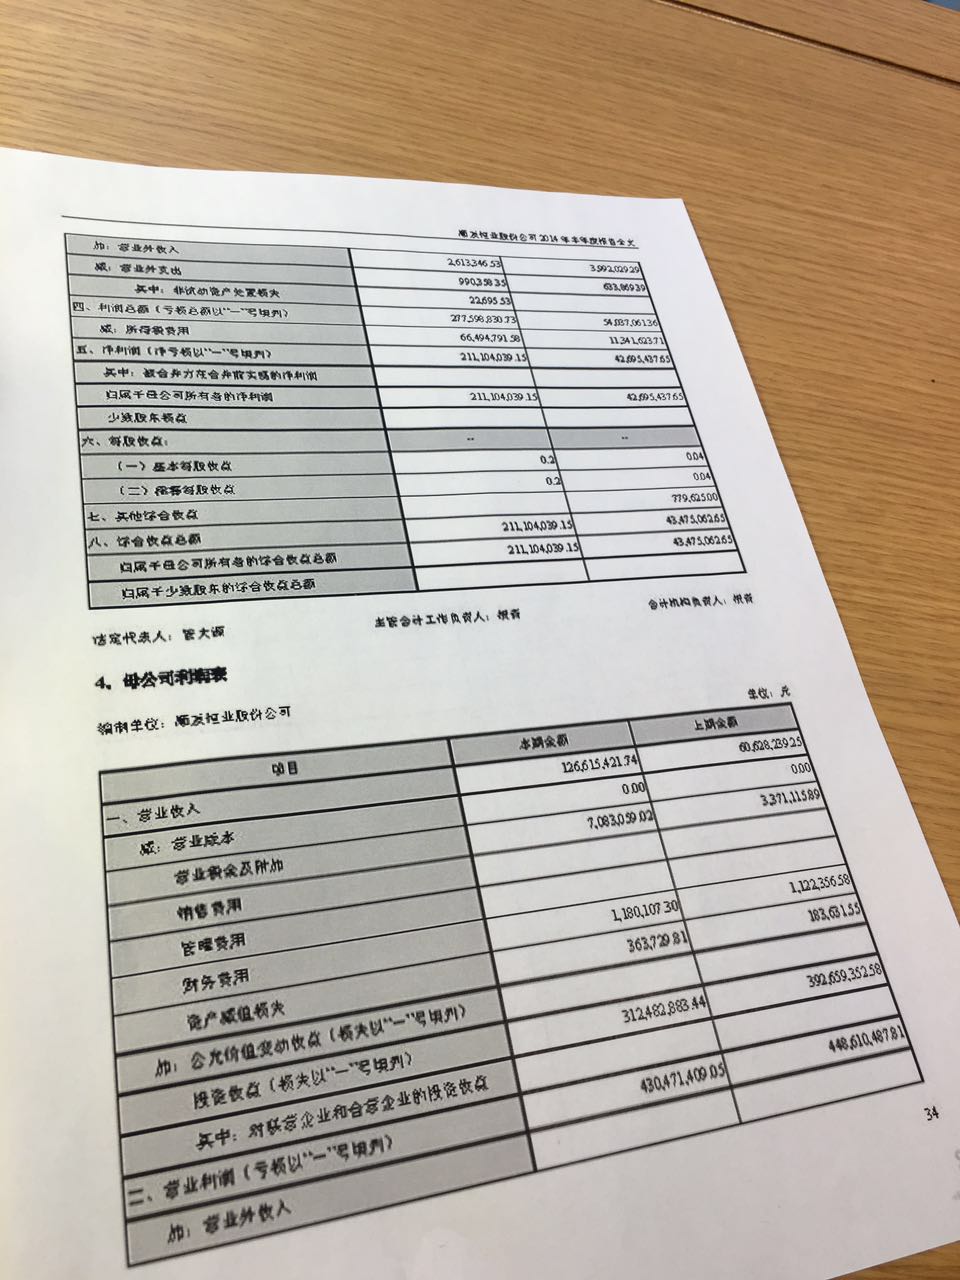 顺发恒业股份公司 2014 年半年度报告全文
加：营业外收入 2,613,346.53 3,992,029.29
减：营业外支出 990,358.35 633,869.39
其中：非流动资产处置损失 22,695.53
四、利润总额（亏损总额以“－”号填列） 277,598,830.73 54,037,061.36
减：所得税费用 66,494,791.58 11,341,623.71
五、净利润（净亏损以“－”号填列） 211,104,039.15 42,695,437.65
其中：被合并方在合并前实现的净利润
归属于母公司所有者的净利润 211,104,039.15 42,695,437.65
少数股东损益
六、每股收益： -- --
（一）基本每股收益 0.2 0.04
（二）稀释每股收益 0.2 0.04
七、其他综合收益 779,625.00
八、综合收益总额 211,104,039.15 43,475,062.65
归属于母公司所有者的综合收益总额 211,104,039.15 43,475,062.65
归属于少数股东的综合收益总额
法定代表人：管大源 主管会计工作负责人：祝青 会计机构负责人：祝青
4、母公司利润表
编制单位：顺发恒业股份公司
单位：元
项目 本期金额 上期金额
一、营业收入 126,615,421.74 60,628,239.25
减：营业成本 0.00 0.00
营业税金及附加 7,083,059.02 3,371,115.89
销售费用
管理费用 1,180,107.30 1,122,356.58
财务费用 363,729.81 183,631.55
资产减值损失
加：公允价值变动收益（损失以“－”号填列）
投资收益（损失以“－”号填列） 312,482,883.44 392,659,352.58
其中：对联营企业和合营企业的投资收益
二、营业利润（亏损以“－”号填列） 430,471,409.05 448,610,487.81
加：营业外收入
34